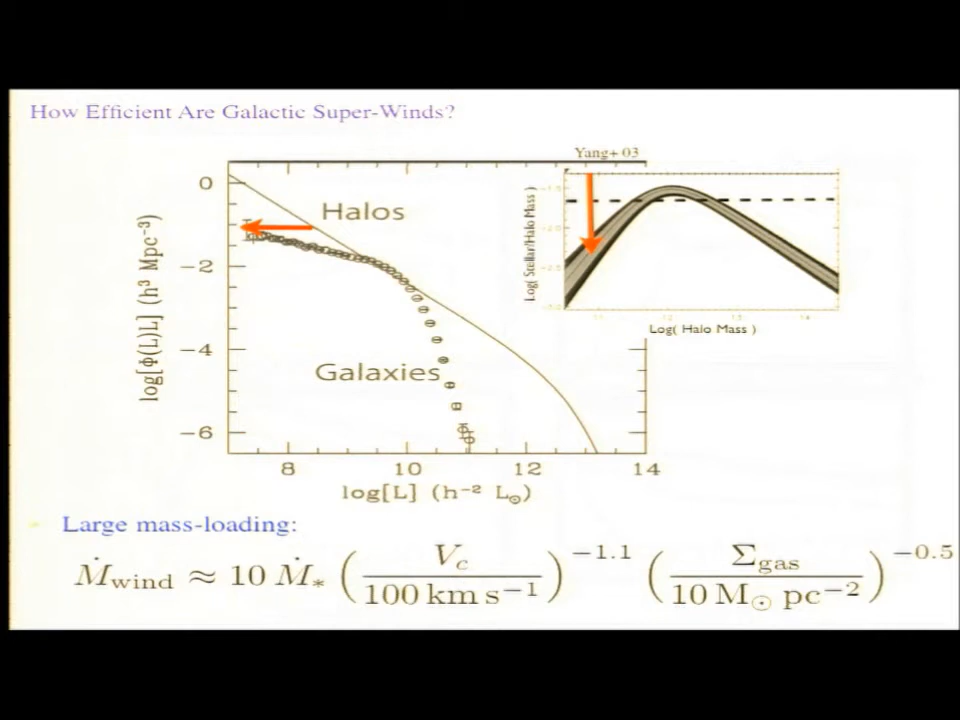 How Efficient Are Galactic Super-Winds?
Yang+ 03
0
−2
−4
−6
log[Φ(L)L] (h³ Mpc⁻³)
Halos
Galaxies
8 10 12 14
log[L] (h⁻² L☉)
Log( Stellar/Halo Mass )
Log( Halo Mass )
Large mass-loading:
Ṁwind ≈ 10 Ṁ* (Vc / 100 km s⁻¹)^−1.1 (Σgas / 10 M☉ pc⁻²)^−0.5